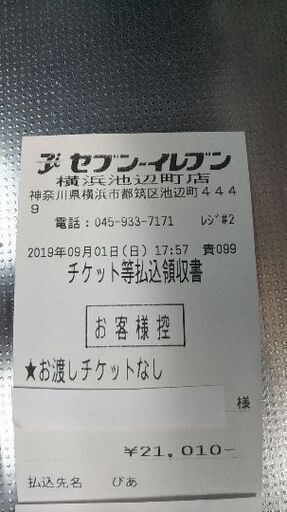 セブン-イレブン
横浜池辺町店
神奈川県横浜市都筑区池辺町444
9
電話:045-933-7171 レジ#2
2019年09月01日(日) 17:57 責099
チケット等払込領収書
お客様控
★お渡しチケットなし
様
¥21,010-
払込先名 ぴあ